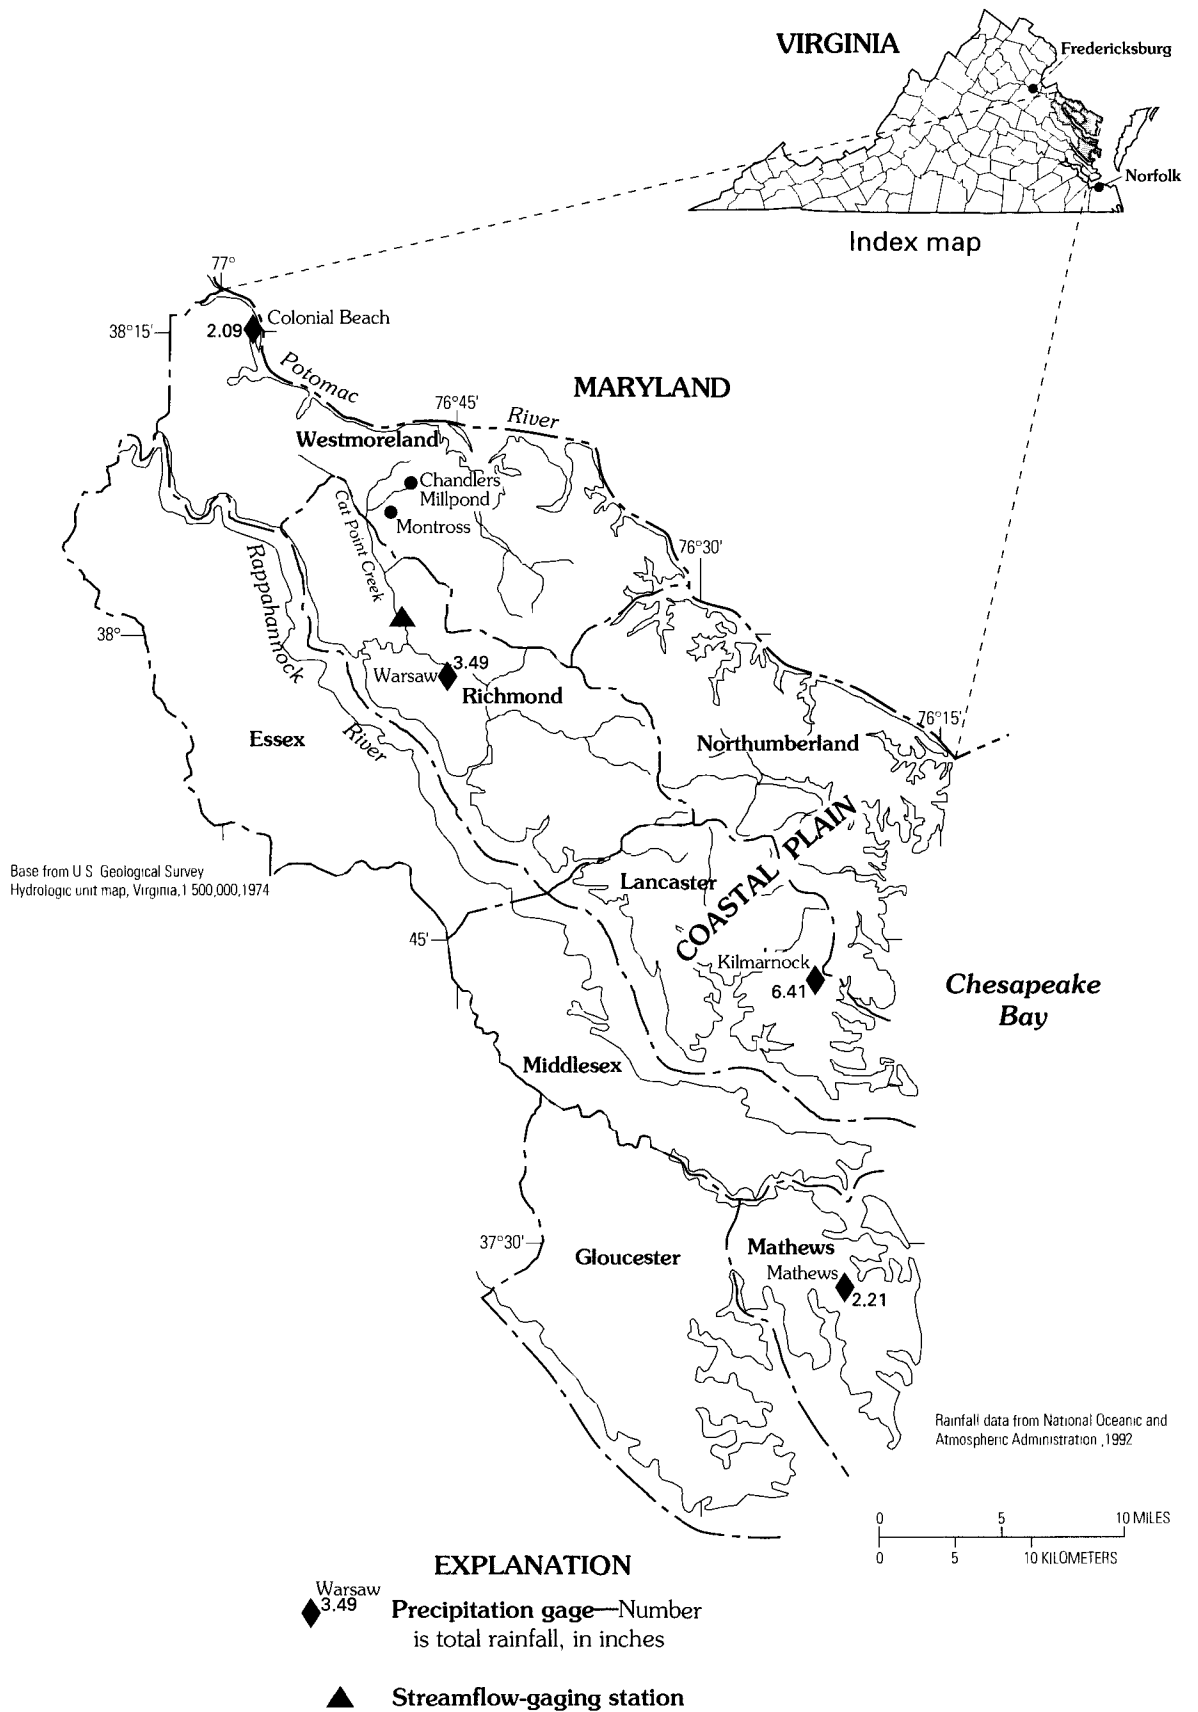 VIRGINIA
Fredericksburg
Norfolk
Index map
77°
38°15'
2.09
Colonial Beach
Potomac
River
MARYLAND
76°45'
Westmoreland
Chandlers
Millpond
Montross
Cat Point Creek
76°30'
Rappahannock
River
38°
3.49
Warsaw
Richmond
76°15'
Essex
Northumberland
COASTAL PLAIN
Base from U S Geological Survey
Hydrologic unit map, Virginia,1 500,000,1974
Lancaster
45'
Kilmarnock
6.41
Chesapeake
Bay
Middlesex
37°30'
Gloucester
Mathews
Mathews
2.21
Rainfall data from National Oceanic and
Atmospheric Administration ,1992
0 5 10 MILES
0 5 10 KILOMETERS
EXPLANATION
Warsaw
3.49
Precipitation gage—Number
is total rainfall, in inches
Streamflow-gaging station